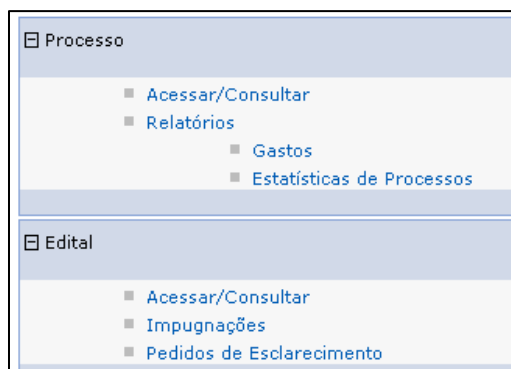 Processo
Acessar/Consultar
Relatórios
Gastos
Estatísticas de Processos
Edital
Acessar/Consultar
Impugnações
Pedidos de Esclarecimento